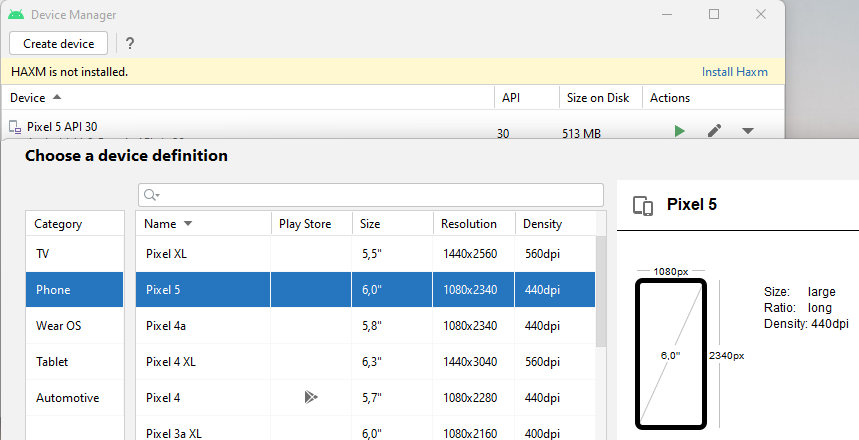 Device Manager
Create device ?
HAXM is not installed. Install Haxm
Device API Size on Disk Actions
Pixel 5 API 30 30 513 MB
Choose a device definition
Category Name Play Store Size Resolution Density
TV Pixel XL 5,5" 1440x2560 560dpi
Phone Pixel 5 6,0" 1080x2340 440dpi
Wear OS Pixel 4a 5,8" 1080x2340 440dpi
Tablet Pixel 4 XL 6,3" 1440x3040 560dpi
Automotive Pixel 4 5,7" 1080x2280 440dpi
Pixel 3a XL 6,0" 1080x2160 400dpi
Pixel 5
1080px
Size: large
Ratio: long
Density: 440dpi
6,0" 2340px